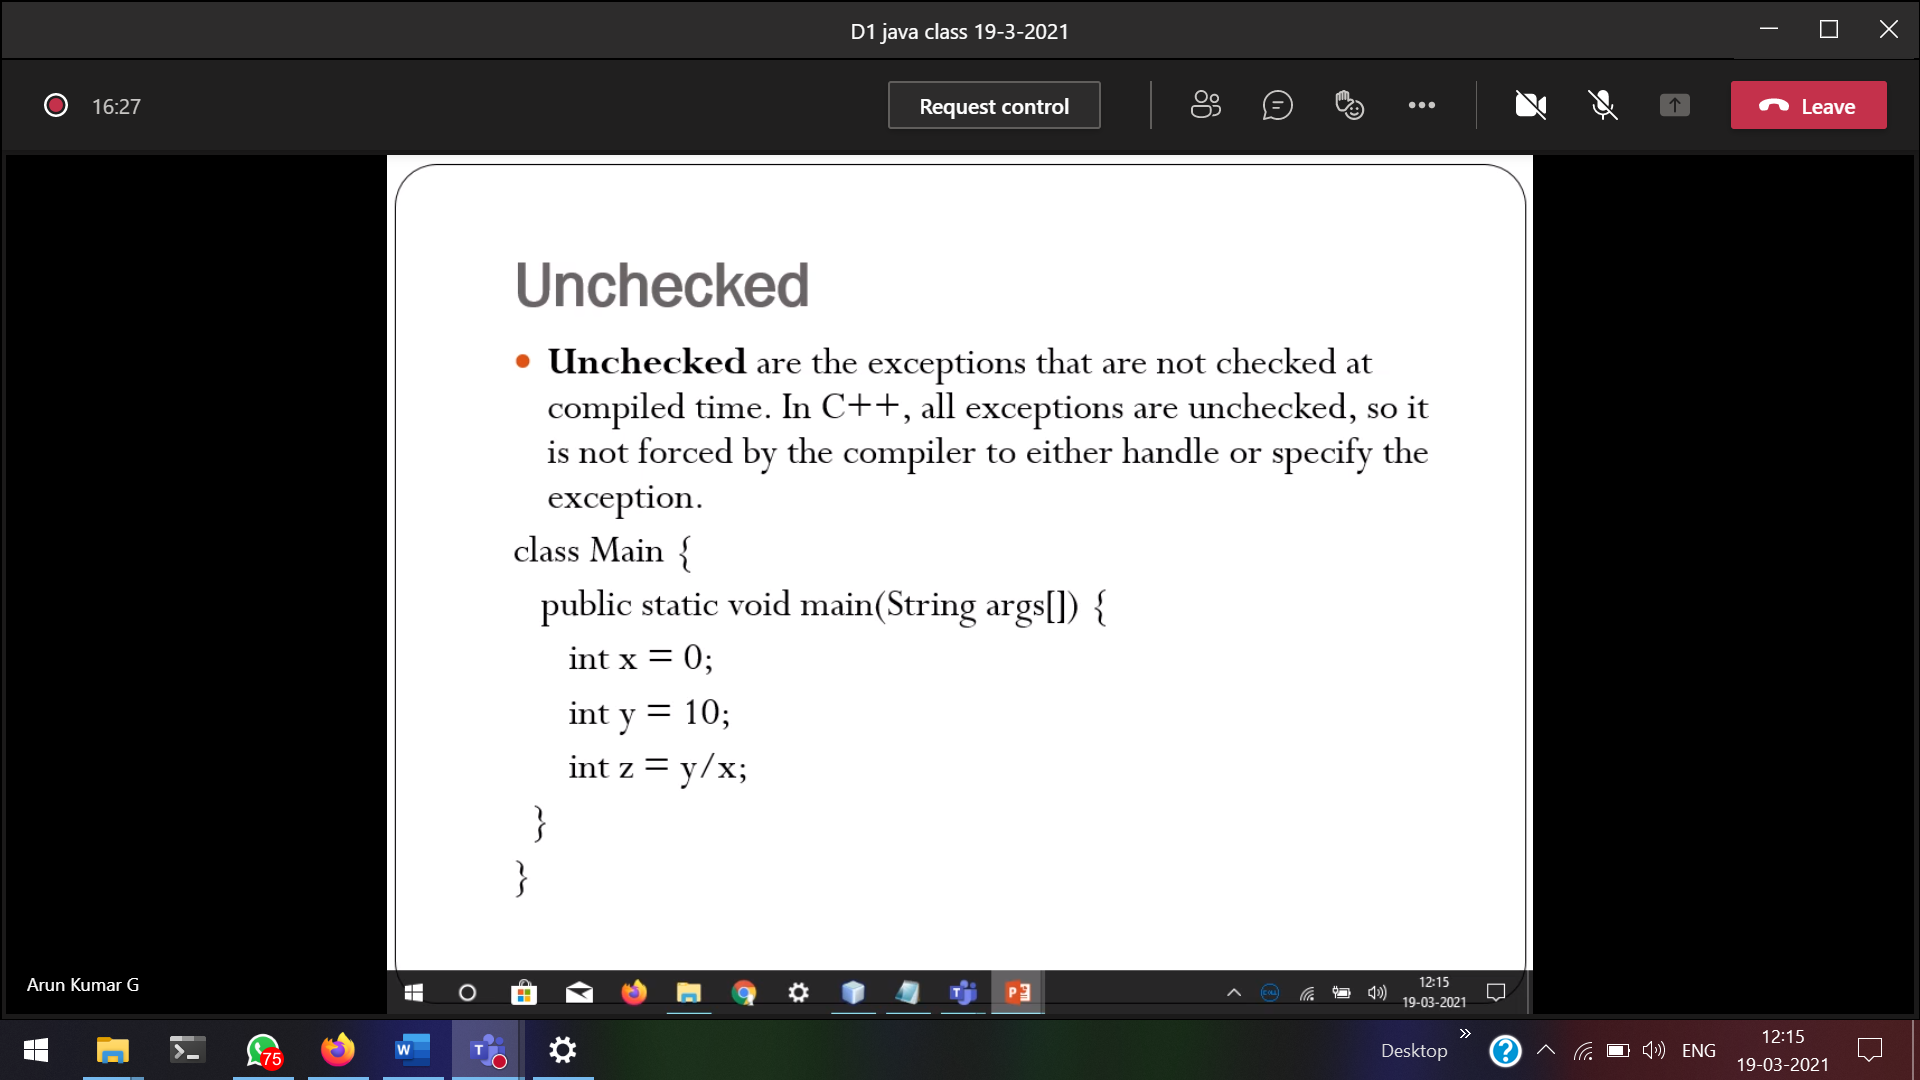 D1 java class 19-3-2021
16:27
Request control
Leave
Unchecked
Unchecked are the exceptions that are not checked at
compiled time. In C++, all exceptions are unchecked, so it
is not forced by the compiler to either handle or specify the
exception.
class Main {
public static void main(String args[]) {
int x = 0;
int y = 10;
int z = y/x;
}
}
Arun Kumar G
12:15
19-03-2021
75
Desktop
ENG
12:15
19-03-2021